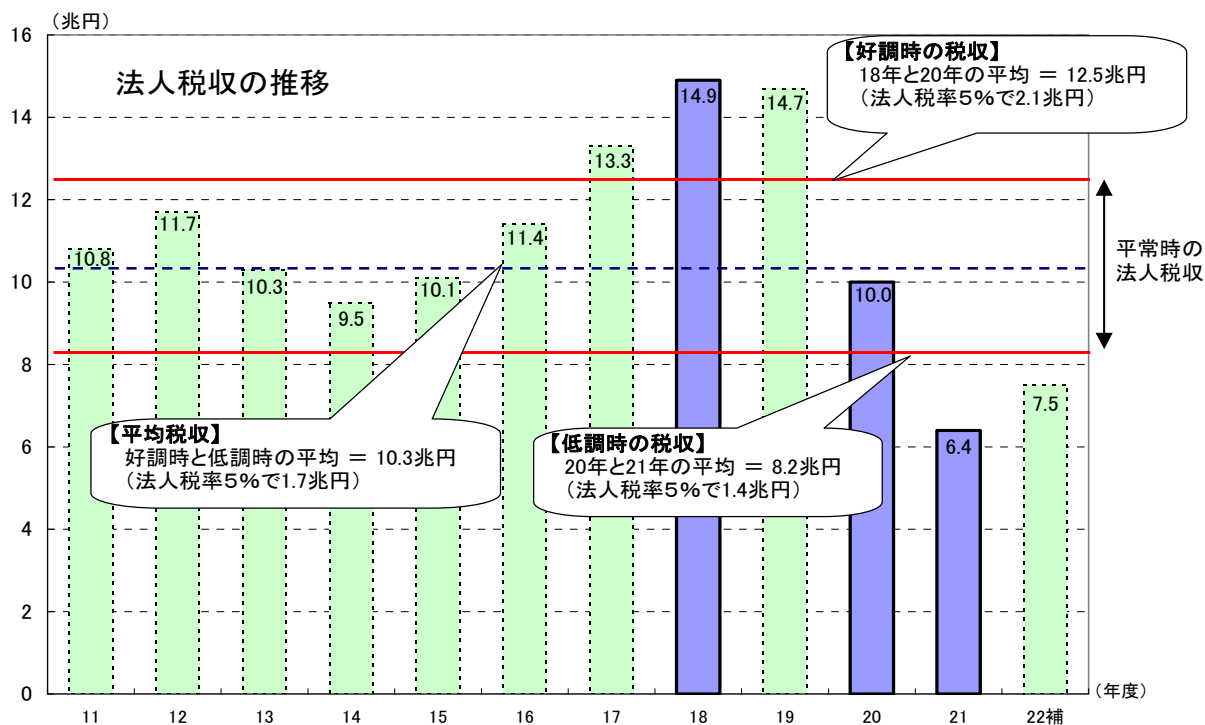 (兆円)
法人税収の推移
16
14
12
10
8
6
4
2
0
10.8
11.7
10.3
9.5
10.1
11.4
13.3
14.9
14.7
10.0
6.4
7.5
【好調時の税収】
18年と20年の平均 = 12.5兆円
(法人税率5%で2.1兆円)
平常時の
法人税収
【平均税収】
好調時と低調時の平均 = 10.3兆円
(法人税率5%で1.7兆円)
【低調時の税収】
20年と21年の平均 = 8.2兆円
(法人税率5%で1.4兆円)
11 12 13 14 15 16 17 18 19 20 21 22補
(年度)